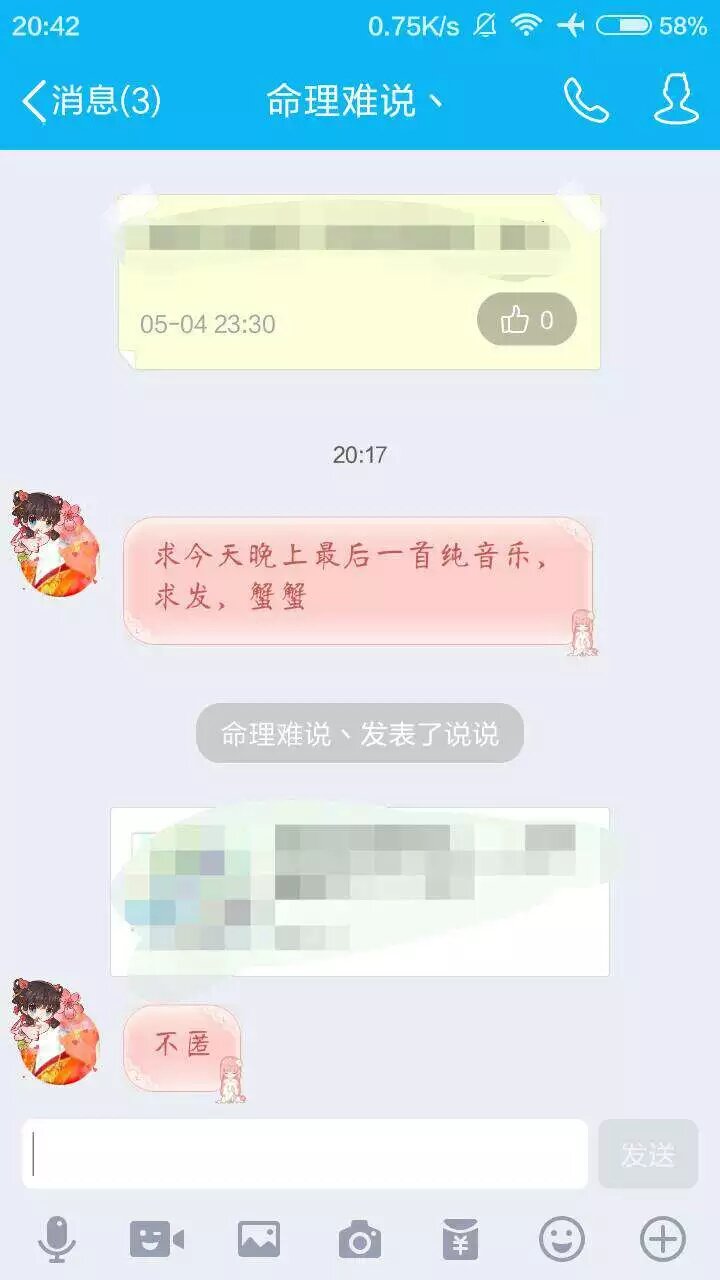 20:42 0.75K/s 58%
消息(3) 命理难说丶
05-04 23:30 0
20:17
求今天晚上最后一首纯音乐，
求发，蟹蟹
命理难说丶发表了说说
不匿
发送